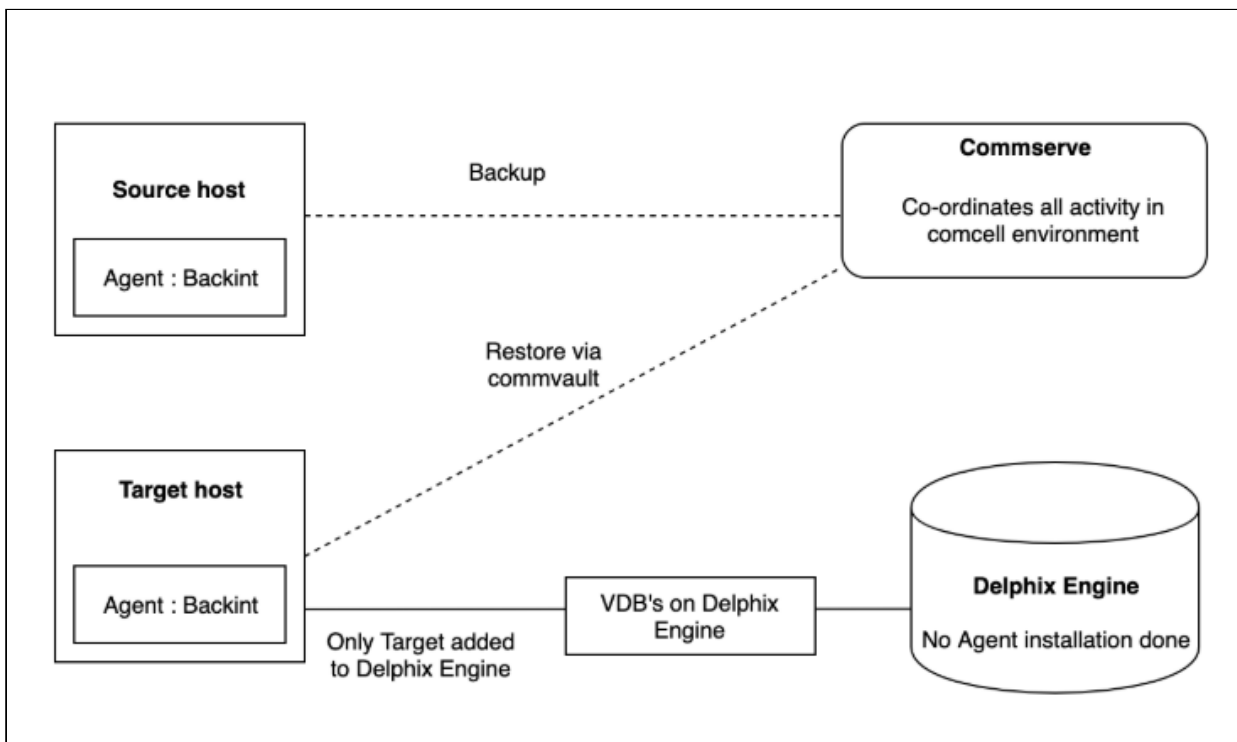 Source host
Agent : Backint
Backup
Commserve
Co-ordinates all activity in
comcell environment
Restore via
commvault
Target host
Agent : Backint
Only Target added
to Delphix Engine
VDB's on Delphix
Engine
Delphix Engine
No Agent installation done